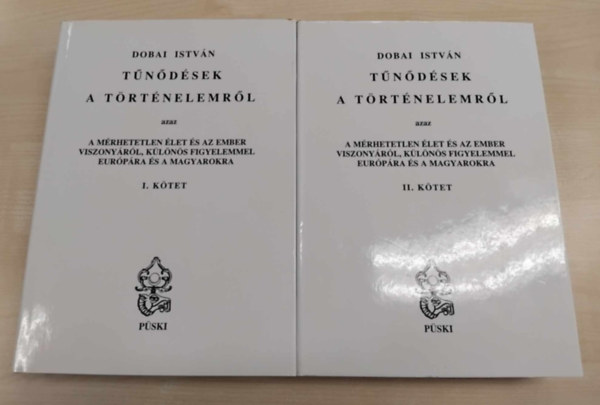 DOBAI ISTVÁN
TŰNŐDÉSEK
A TÖRTÉNELEMRŐL
azaz
A MÉRHETETLEN ÉLET ÉS AZ EMBER
VISZONYÁRÓL, KÜLÖNÖS FIGYELEMMEL
EURÓPÁRA ÉS A MAGYAROKRA
I. KÖTET
PÜSKI
DOBAI ISTVÁN
TŰNŐDÉSEK
A TÖRTÉNELEMRŐL
azaz
A MÉRHETETLEN ÉLET ÉS AZ EMBER
VISZONYÁRÓL, KÜLÖNÖS FIGYELEMMEL
EURÓPÁRA ÉS A MAGYAROKRA
II. KÖTET
PÜSKI